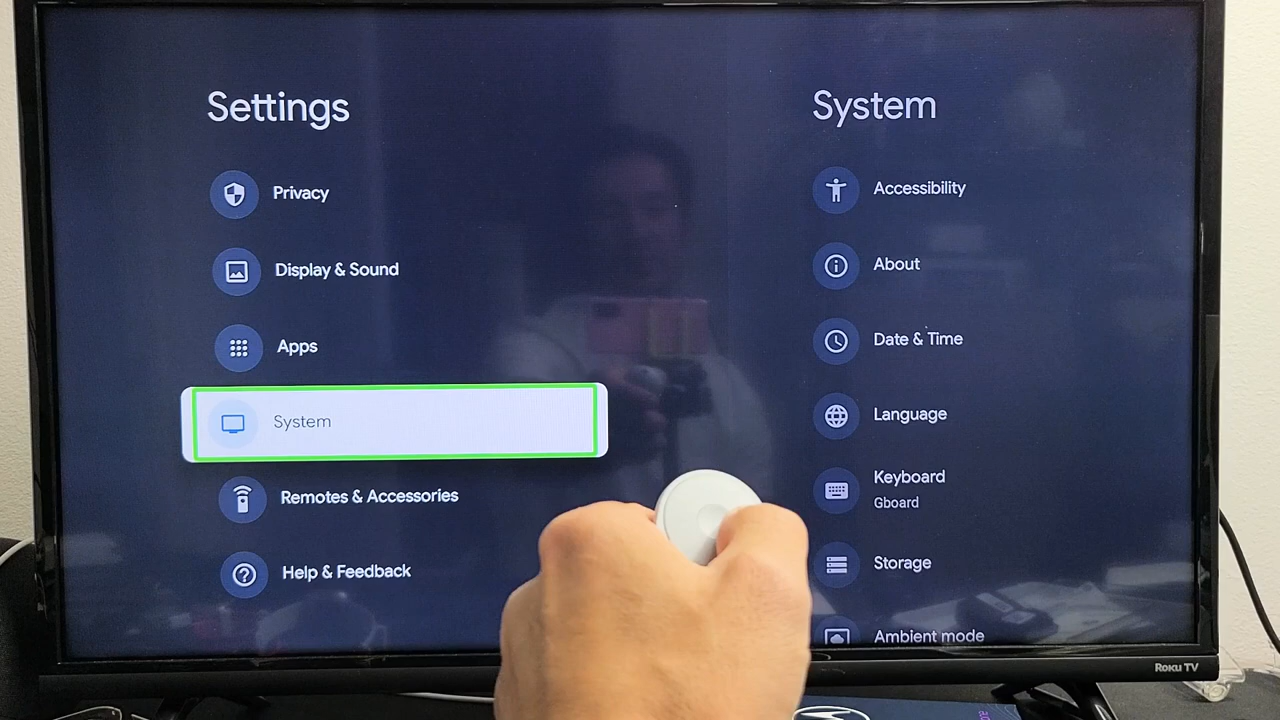 Settings
Privacy
Display & Sound
Apps
System
Remotes & Accessories
Help & Feedback
System
Accessibility
About
Date & Time
Language
Keyboard
Gboard
Storage
Ambient mode
Roku TV